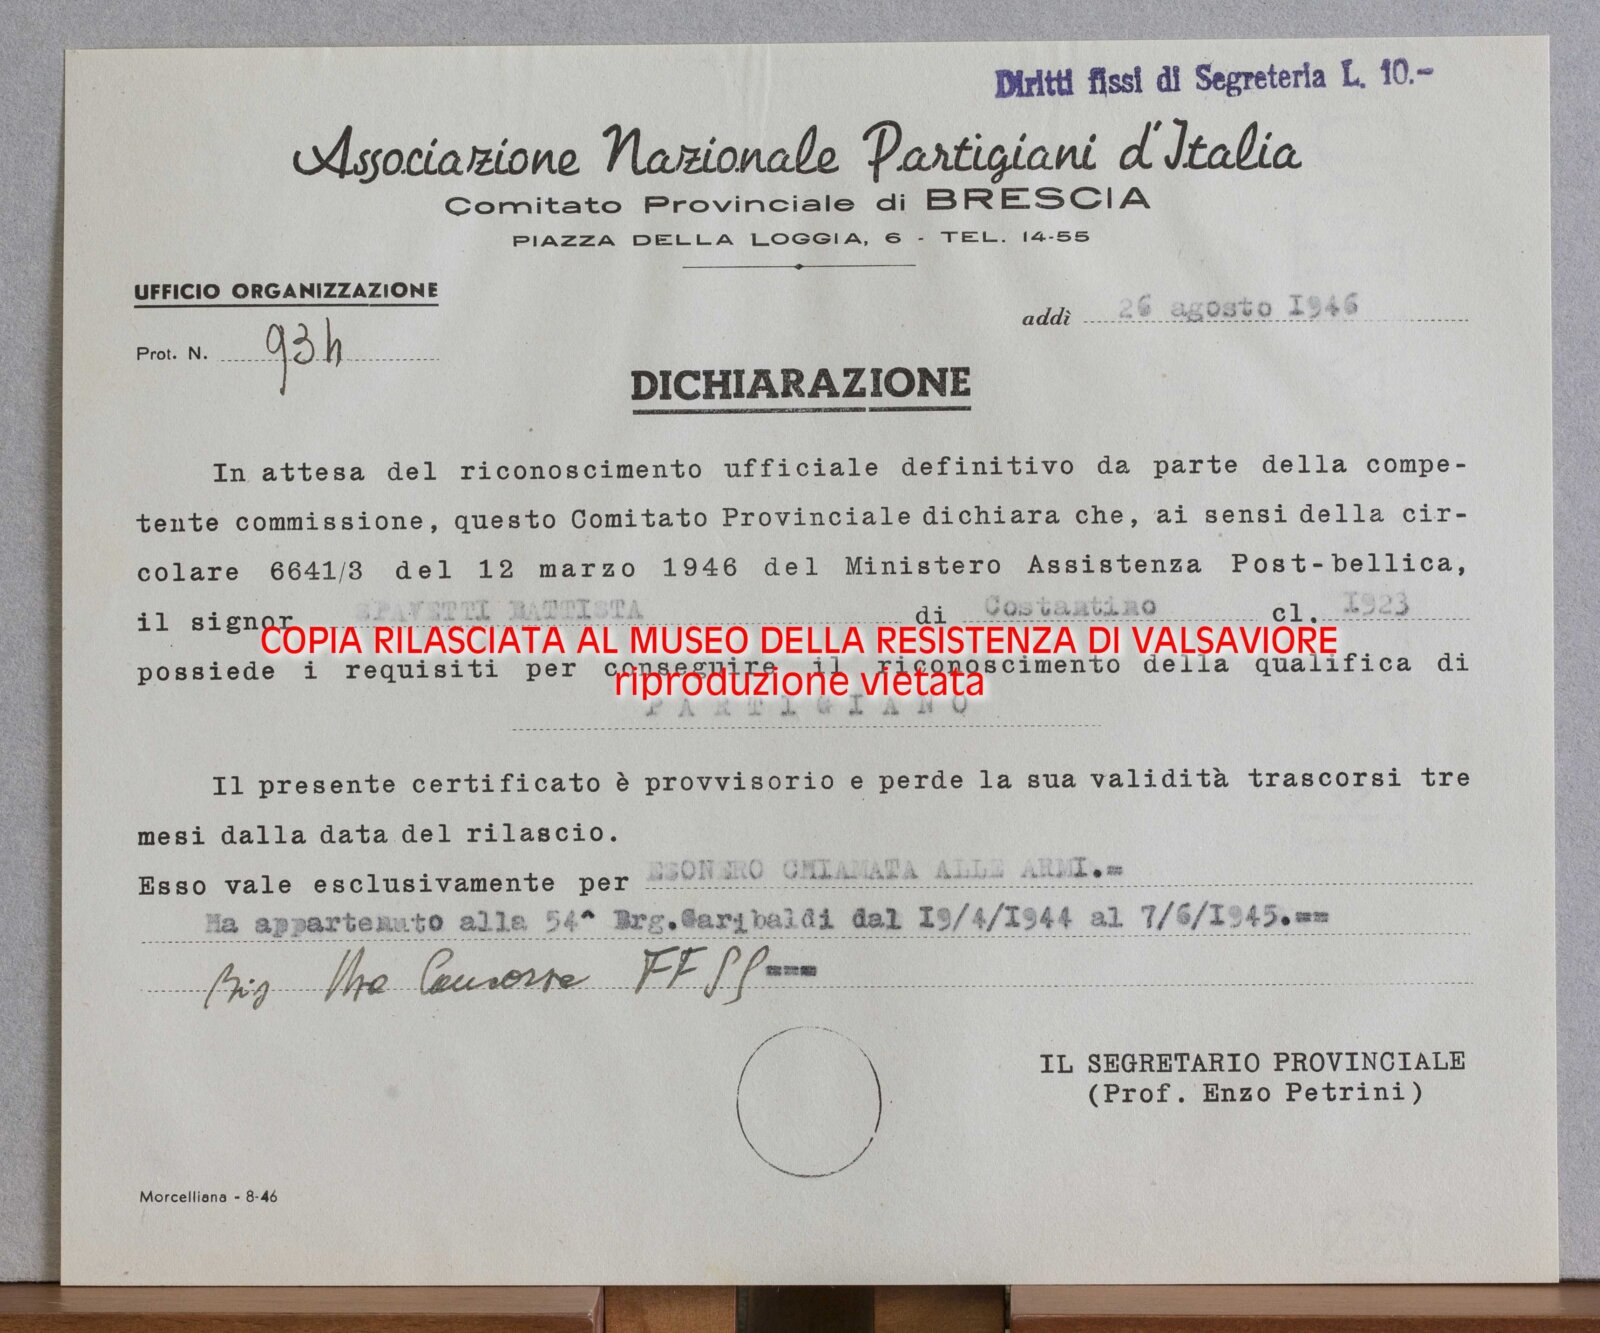 Diritti fissi di Segreteria L. 10.-
Associazione Nazionale Partigiani d'Italia
Comitato Provinciale di BRESCIA
PIAZZA DELLA LOGGIA, 6 - TEL. 14-55
UFFICIO ORGANIZZAZIONE
addì 26 agosto 1946
Prot. N. 934
DICHIARAZIONE
In attesa del riconoscimento ufficiale definitivo da parte della compe-
tente commissione, questo Comitato Provinciale dichiara che, ai sensi della cir-
colare 6641/3 del 12 marzo 1946 del Ministero Assistenza Post-bellica,
il signor SPAVETTI BATTISTA di Costantino cl. 1923
COPIA RILASCIATA AL MUSEO DELLA RESISTENZA DI VALSAVIORE
possiede i requisiti per conseguire il riconoscimento della qualifica di
riproduzione vietata
PARTIGIANO
Il presente certificato è provvisorio e perde la sua validità trascorsi tre
mesi dalla data del rilascio.
Esso vale esclusivamente per ESONERO CHIAMATA ALLE ARMI.=
Ha appartenuto alla 54^ Brg.Garibaldi dal 19/4/1944 al 7/6/1945.==
FF SS ===
IL SEGRETARIO PROVINCIALE
(Prof. Enzo Petrini)
Morcelliana - 8-46